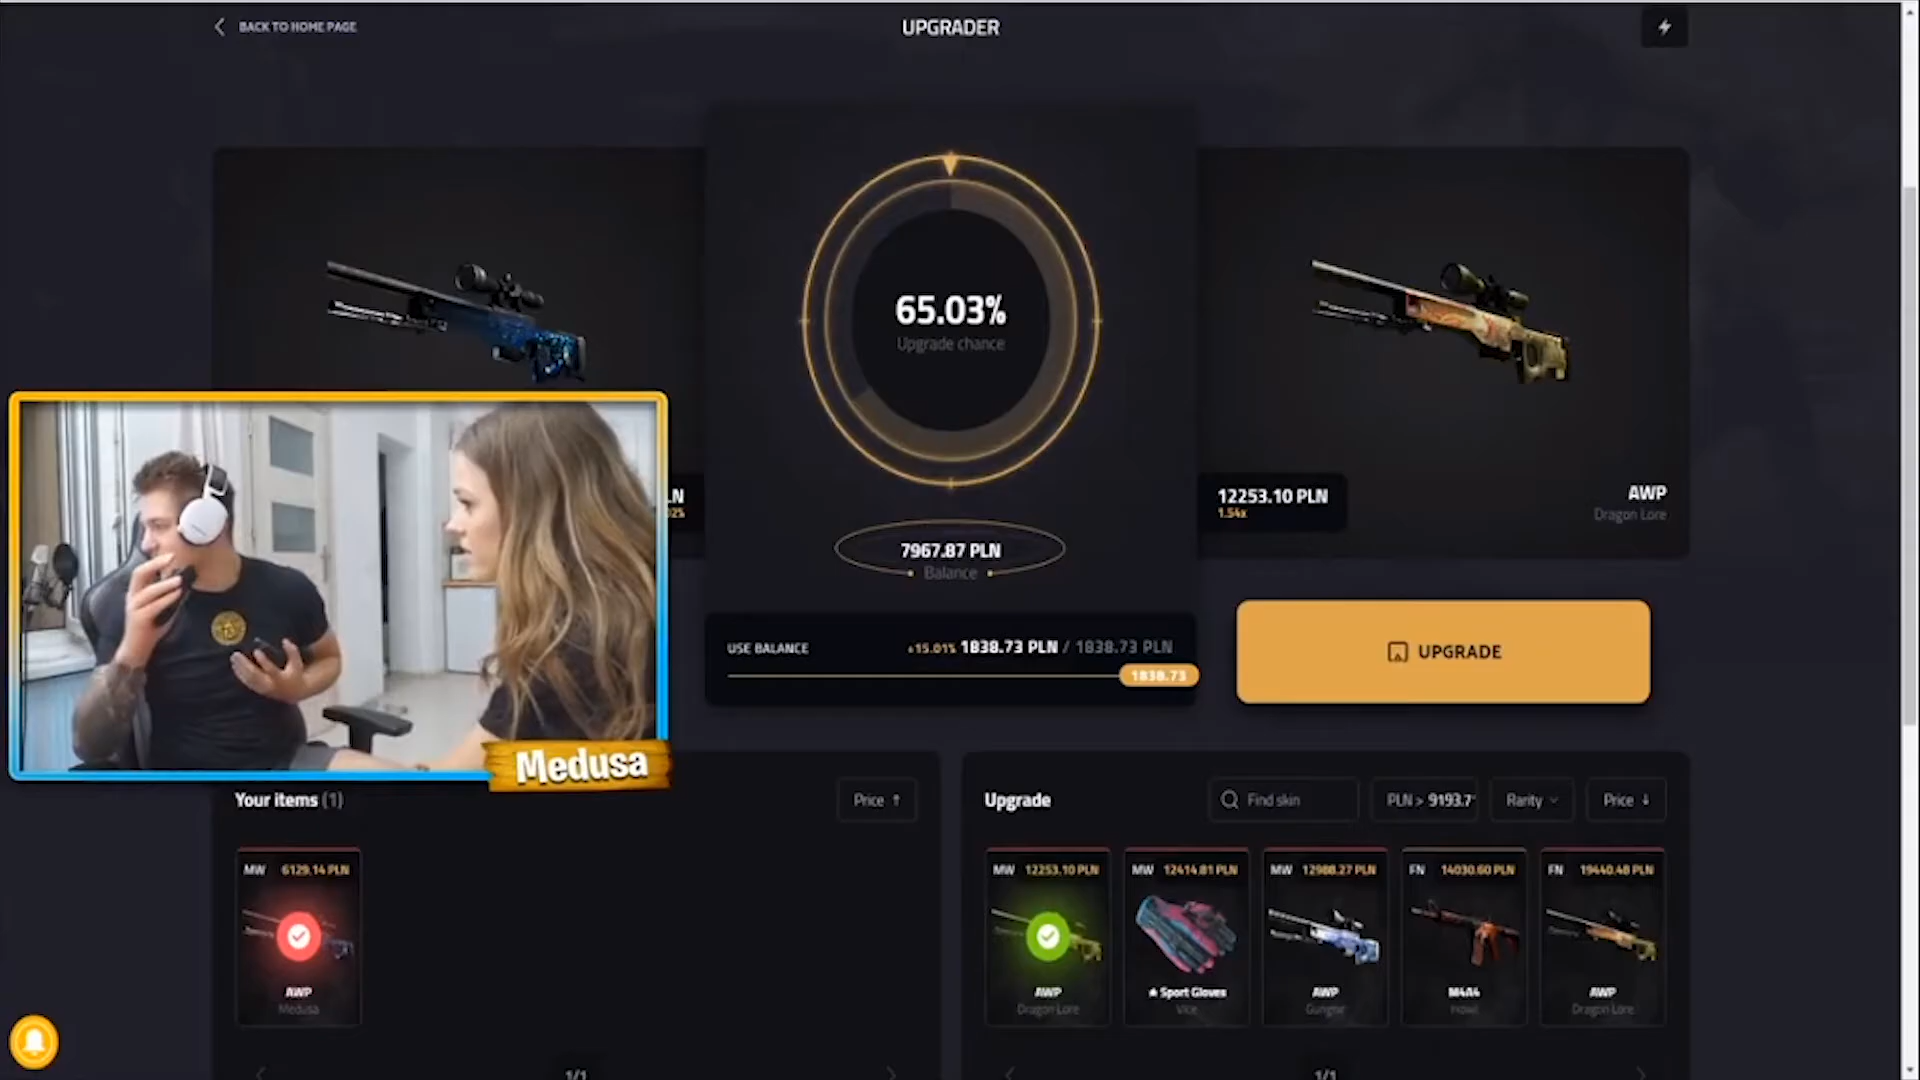 BACK TO HOME PAGE
UPGRADER
65.03%
Upgrade chance
LN
02%
12253.10 PLN
1.54x
AWP
Dragon Lore
7967.87 PLN
Balance
USE BALANCE
+15.01% 1838.73 PLN / 1838.73 PLN
1838.73
UPGRADE
Medusa
Your items (1)
Price ↑
Upgrade
Find skin
PLN > 9193.7
Rarity
Price ↓
MW 6129.14 PLN
AWP
Medusa
MW 12253.10 PLN
AWP
Dragon Lore
MW 12414.81 PLN
★ Sport Gloves
Vice
MW 12988.27 PLN
AWP
Gungnir
FN 14030.60 PLN
M4A4
Howl
FN 19440.48 PLN
AWP
Dragon Lore
1/1
1/1